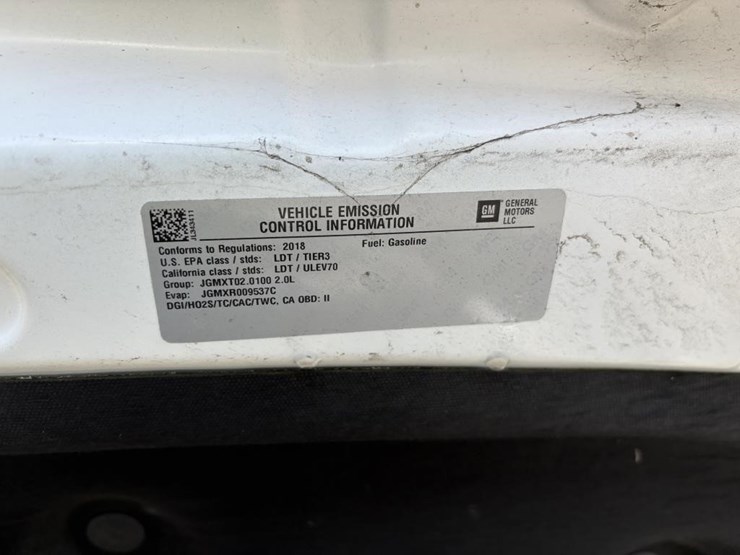 VEHICLE EMISSION
CONTROL INFORMATION
GM
GENERAL
MOTORS
LLC
Conforms to Regulations: 2018
Fuel: Gasoline
U.S. EPA class / stds: LDT / TIER3
California class / stds: LDT / ULEV70
Group: JGMXT02.0100 2.0L
Evap: JGMXR009537C
DGI/HO2S/TC/CAC/TWC, CA OBD: II